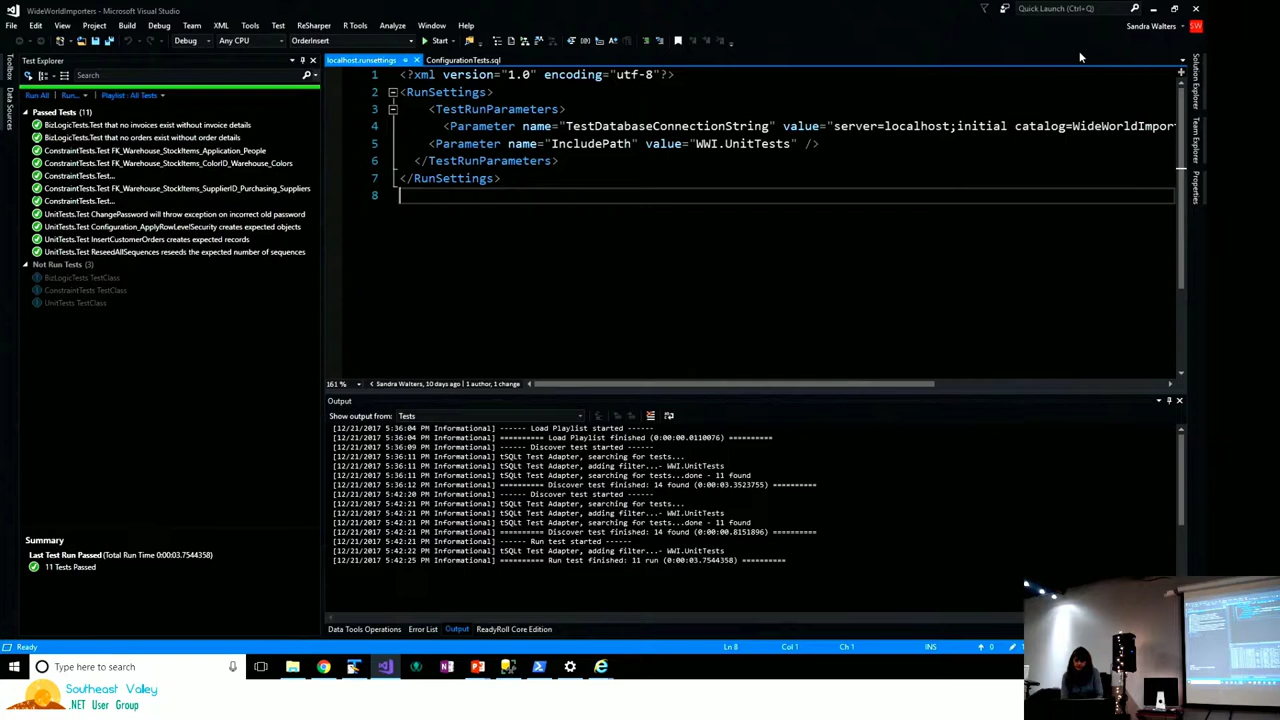 WideWorldImporters - Microsoft Visual Studio
Quick Launch (Ctrl+Q)
File Edit View Project Build Debug Team XML Tools Test ReSharper R Tools Analyze Window Help
Sandra Walters SW
Debug Any CPU OrderInsert Start
Toolbox
Data Sources
Test Explorer
Search
Run All Run... Playlist : All Tests
Passed Tests (11)
BizLogicTests.Test that no invoices exist without invoice details
BizLogicTests.Test that no orders exist without order details
ConstraintTests.Test FK_Warehouse_StockItems_Application_People
ConstraintTests.Test FK_Warehouse_StockItems_ColorID_Warehouse_Colors
ConstraintTests.Test...
ConstraintTests.Test FK_Warehouse_StockItems_SupplierID_Purchasing_Suppliers
ConstraintTests.Test...
UnitTests.Test ChangePassword will throw exception on incorrect old password
UnitTests.Test Configuration_ApplyRowLevelSecurity creates expected objects
UnitTests.Test InsertCustomerOrders creates expected records
UnitTests.Test ReseedAllSequences reseeds the expected number of sequences
Not Run Tests (3)
BizLogicTests TestClass
ConstraintTests TestClass
UnitTests TestClass
Summary
Last Test Run Passed (Total Run Time 0:00:03.7544358)
11 Tests Passed
localhost.runsettings ConfigurationTests.sql
1 <?xml version="1.0" encoding="utf-8"?>
2 <RunSettings>
3 <TestRunParameters>
4 <Parameter name="TestDatabaseConnectionString" value="server=localhost;initial catalog=WideWorldImpor
5 <Parameter name="IncludePath" value="WWI.UnitTests" />
6 </TestRunParameters>
7 </RunSettings>
8
161 % Sandra Walters, 10 days ago | 1 author, 1 change
Solution Explorer
Team Explorer
Properties
Output
Show output from: Tests
[12/21/2017 5:36:04 PM Informational] ------ Load Playlist started ------
[12/21/2017 5:36:04 PM Informational] ========== Load Playlist finished (0:00:00.0110076) ==========
[12/21/2017 5:36:09 PM Informational] ------ Discover test started ------
[12/21/2017 5:36:11 PM Informational] tSQLt Test Adapter, searching for tests...
[12/21/2017 5:36:11 PM Informational] tSQLt Test Adapter, adding filter...- WWI.UnitTests
[12/21/2017 5:36:11 PM Informational] tSQLt Test Adapter, searching for tests...done - 11 found
[12/21/2017 5:36:12 PM Informational] ========== Discover test finished: 14 found (0:00:03.3523755) ==========
[12/21/2017 5:42:20 PM Informational] ------ Discover test started ------
[12/21/2017 5:42:21 PM Informational] tSQLt Test Adapter, searching for tests...
[12/21/2017 5:42:21 PM Informational] tSQLt Test Adapter, adding filter...- WWI.UnitTests
[12/21/2017 5:42:21 PM Informational] tSQLt Test Adapter, searching for tests...done - 11 found
[12/21/2017 5:42:21 PM Informational] ========== Discover test finished: 14 found (0:00:00.8151896) ==========
[12/21/2017 5:42:21 PM Informational] ------ Run test started ------
[12/21/2017 5:42:22 PM Informational] tSQLt Test Adapter, adding filter...- WWI.UnitTests
[12/21/2017 5:42:25 PM Informational] ========== Run test finished: 11 run (0:00:03.7544358) ==========
Data Tools Operations Error List Output ReadyRoll Core Edition
Ready Ln 8 Col 1 Ch 1 INS 0 1
Type here to search
Southeast Valley
.NET User Group